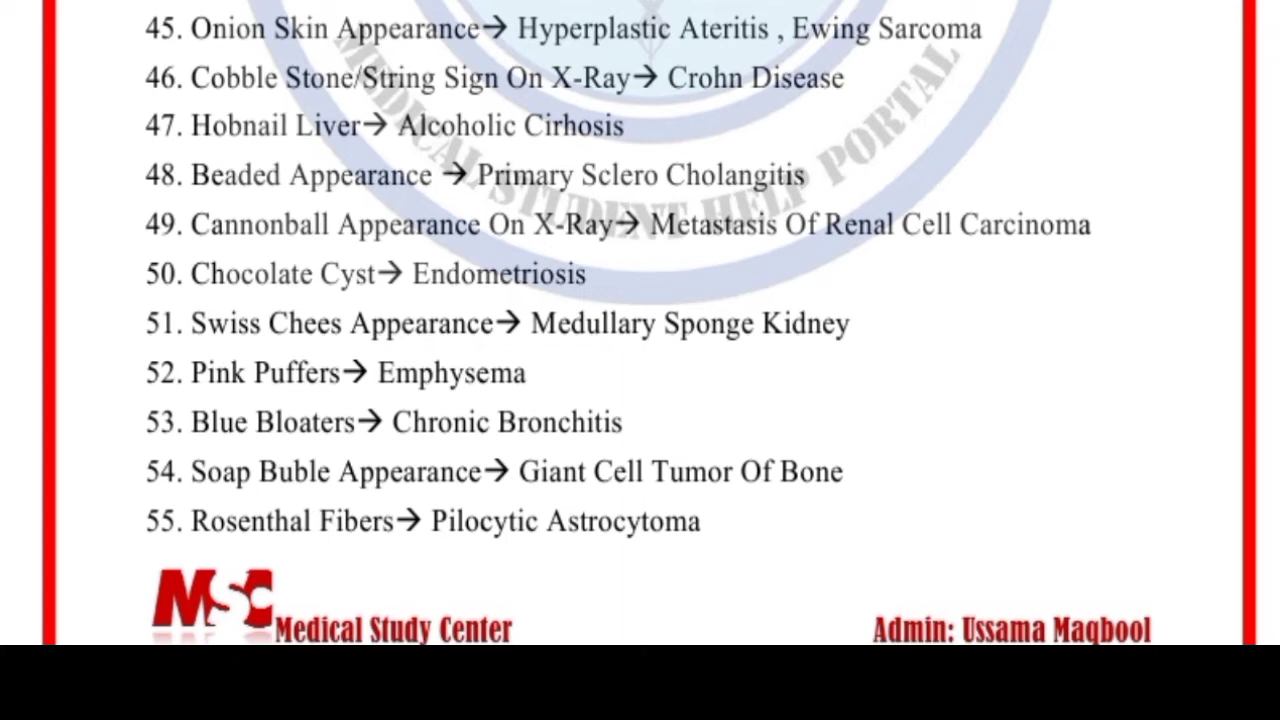 45. Onion Skin Appearance→ Hyperplastic Ateritis , Ewing Sarcoma
46. Cobble Stone/String Sign On X-Ray→ Crohn Disease
47. Hobnail Liver→ Alcoholic Cirhosis
48. Beaded Appearance → Primary Sclero Cholangitis
49. Cannonball Appearance On X-Ray→ Metastasis Of Renal Cell Carcinoma
50. Chocolate Cyst→ Endometriosis
51. Swiss Chees Appearance→ Medullary Sponge Kidney
52. Pink Puffers→ Emphysema
53. Blue Bloaters→ Chronic Bronchitis
54. Soap Buble Appearance→ Giant Cell Tumor Of Bone
55. Rosenthal Fibers→ Pilocytic Astrocytoma
MEDICAL STUDENT HELP PORTAL
MSC Medical Study Center
Admin: Ussama Maqbool